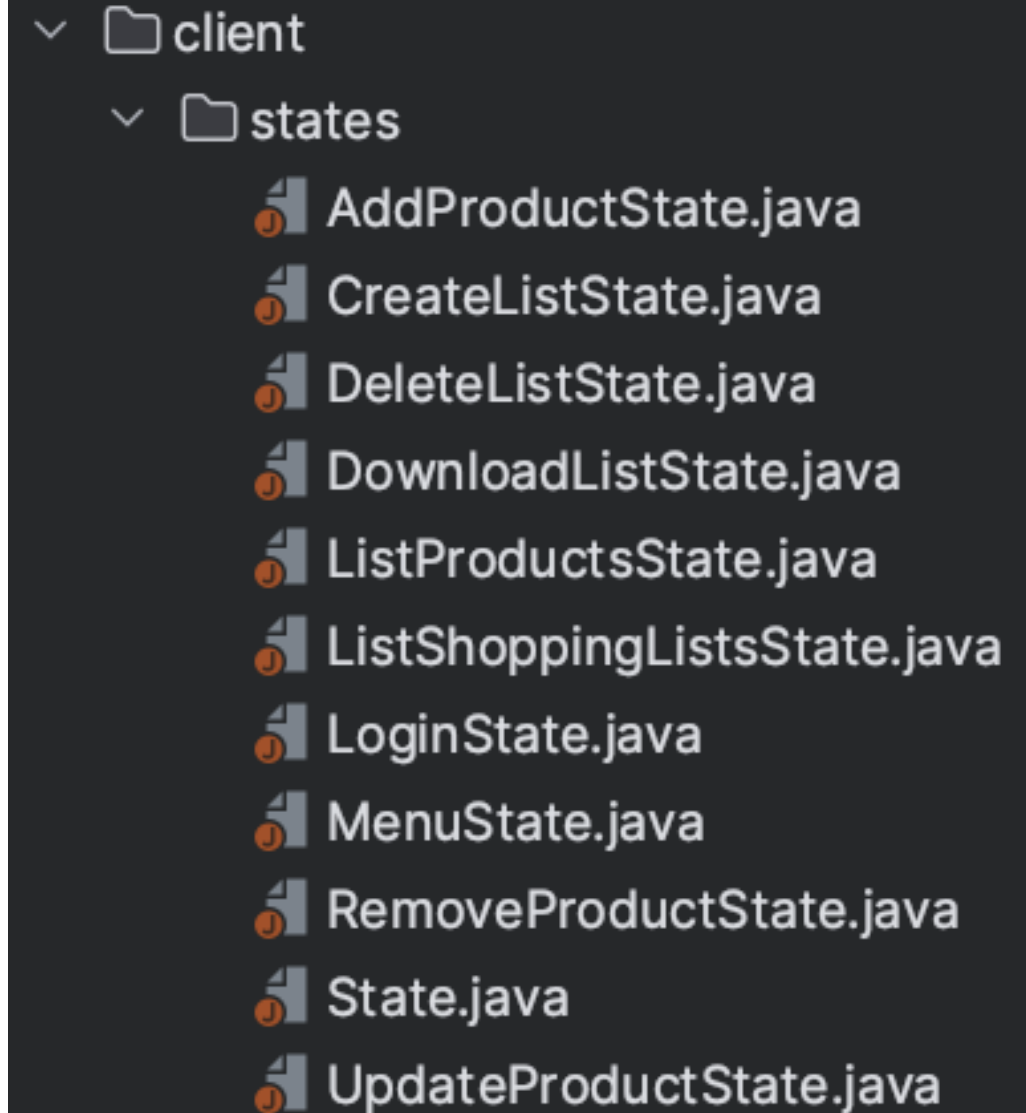 client
states
AddProductState.java
CreateListState.java
DeleteListState.java
DownloadListState.java
ListProductsState.java
ListShoppingListsState.java
LoginState.java
MenuState.java
RemoveProductState.java
State.java
UpdateProductState.java